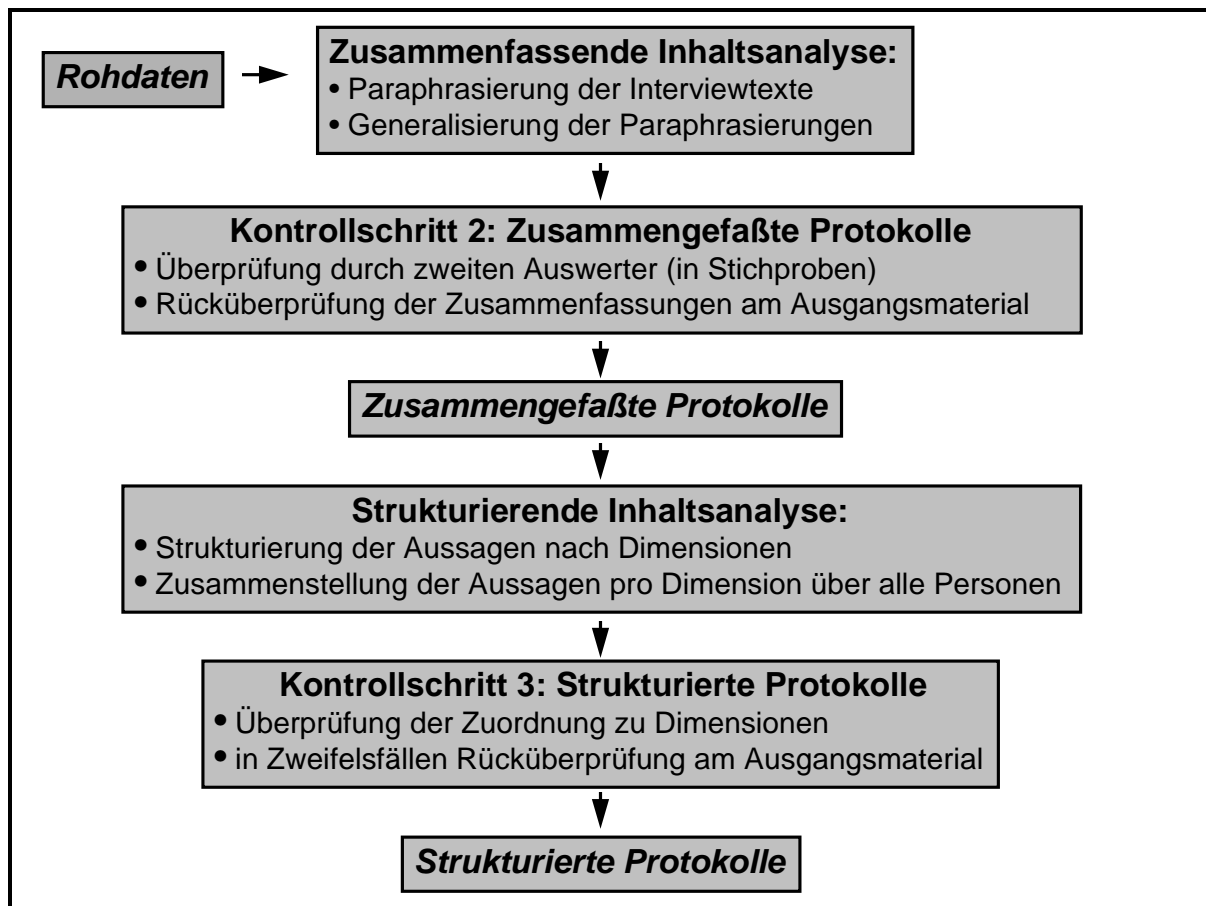 Rohdaten
Zusammenfassende Inhaltsanalyse:
• Paraphrasierung der Interviewtexte
• Generalisierung der Paraphrasierungen
Kontrollschritt 2: Zusammengefaßte Protokolle
• Überprüfung durch zweiten Auswerter (in Stichproben)
• Rücküberprüfung der Zusammenfassungen am Ausgangsmaterial
Zusammengefaßte Protokolle
Strukturierende Inhaltsanalyse:
• Strukturierung der Aussagen nach Dimensionen
• Zusammenstellung der Aussagen pro Dimension über alle Personen
Kontrollschritt 3: Strukturierte Protokolle
• Überprüfung der Zuordnung zu Dimensionen
• in Zweifelsfällen Rücküberprüfung am Ausgangsmaterial
Strukturierte Protokolle